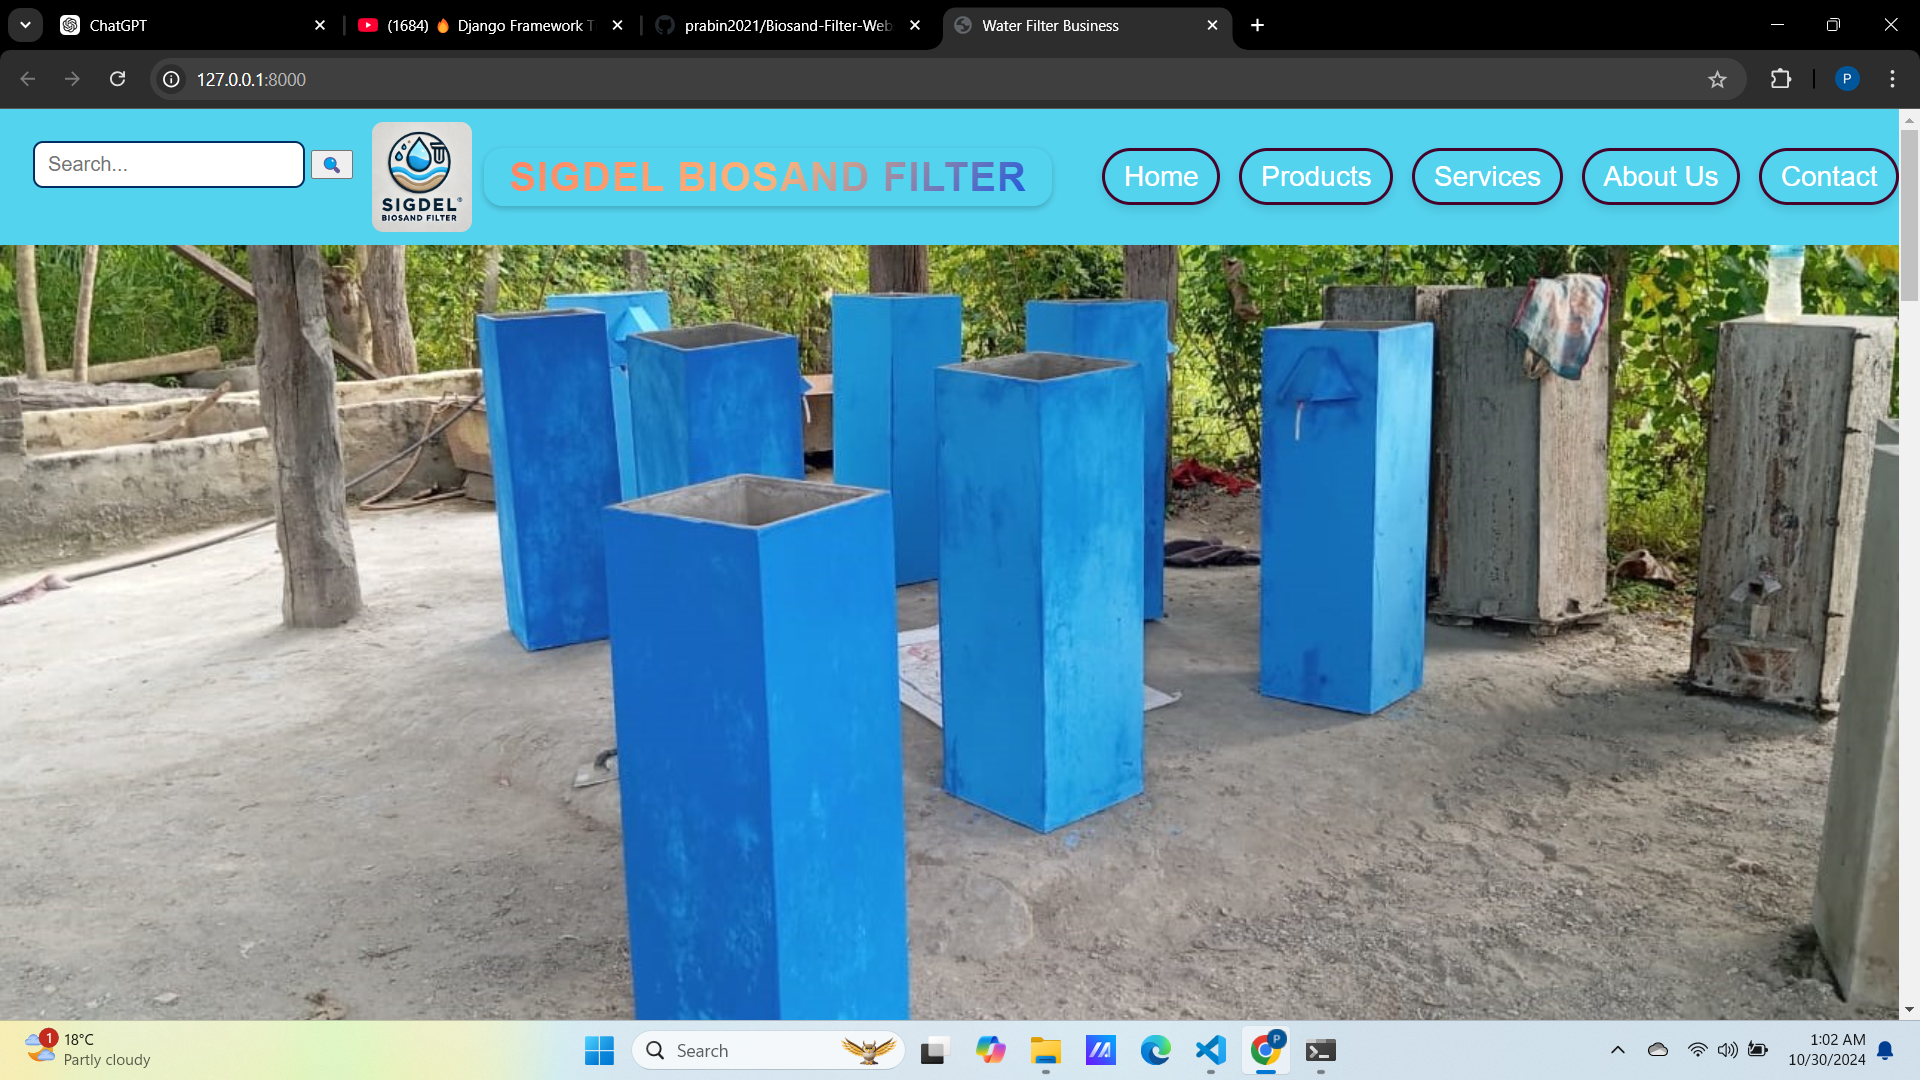 ChatGPT
(1684) 🔥 Django Framework T
prabin2021/Biosand-Filter-Web
Water Filter Business
127.0.0.1:8000
P
Search...
SIGDEL®
BIOSAND FILTER
SIGDEL BIOSAND FILTER
Home
Products
Services
About Us
Contact
1
18°C
Partly cloudy
Search
P
1:02 AM
10/30/2024